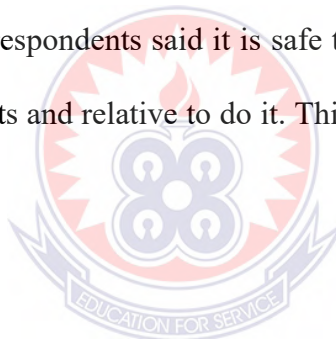 espondents said it is safe t
ts and relative to do it. Thi
EDUCATION FOR SERVICE